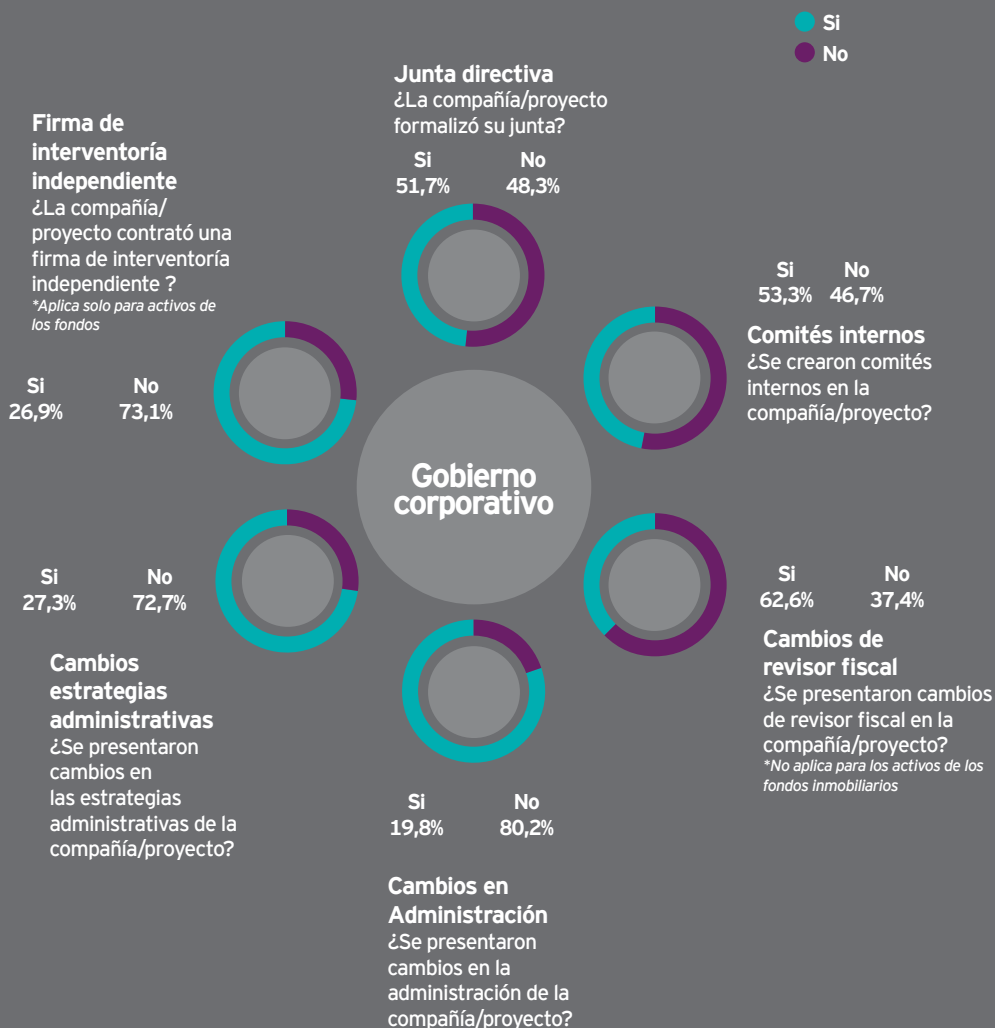 Si
No
Junta directiva
¿La compañía/proyecto
formalizó su junta?
Si No
51,7% 48,3%
Firma de
interventoría
independiente
¿La compañía/
proyecto contrató una
firma de interventoría
independiente ?
*Aplica solo para activos de
los fondos
Si No
26,9% 73,1%
Si No
53,3% 46,7%
Comités internos
¿Se crearon comités
internos en la
compañía/proyecto?
Gobierno
corporativo
Si No
27,3% 72,7%
Cambios
estrategias
administrativas
¿Se presentaron
cambios en
las estrategias
administrativas de la
compañía/proyecto?
Si No
62,6% 37,4%
Cambios de
revisor fiscal
¿Se presentaron cambios
de revisor fiscal en la
compañía/proyecto?
*No aplica para los activos de los
fondos inmobiliarios
Si No
19,8% 80,2%
Cambios en
Administración
¿Se presentaron
cambios en la
administración de la
compañía/proyecto?